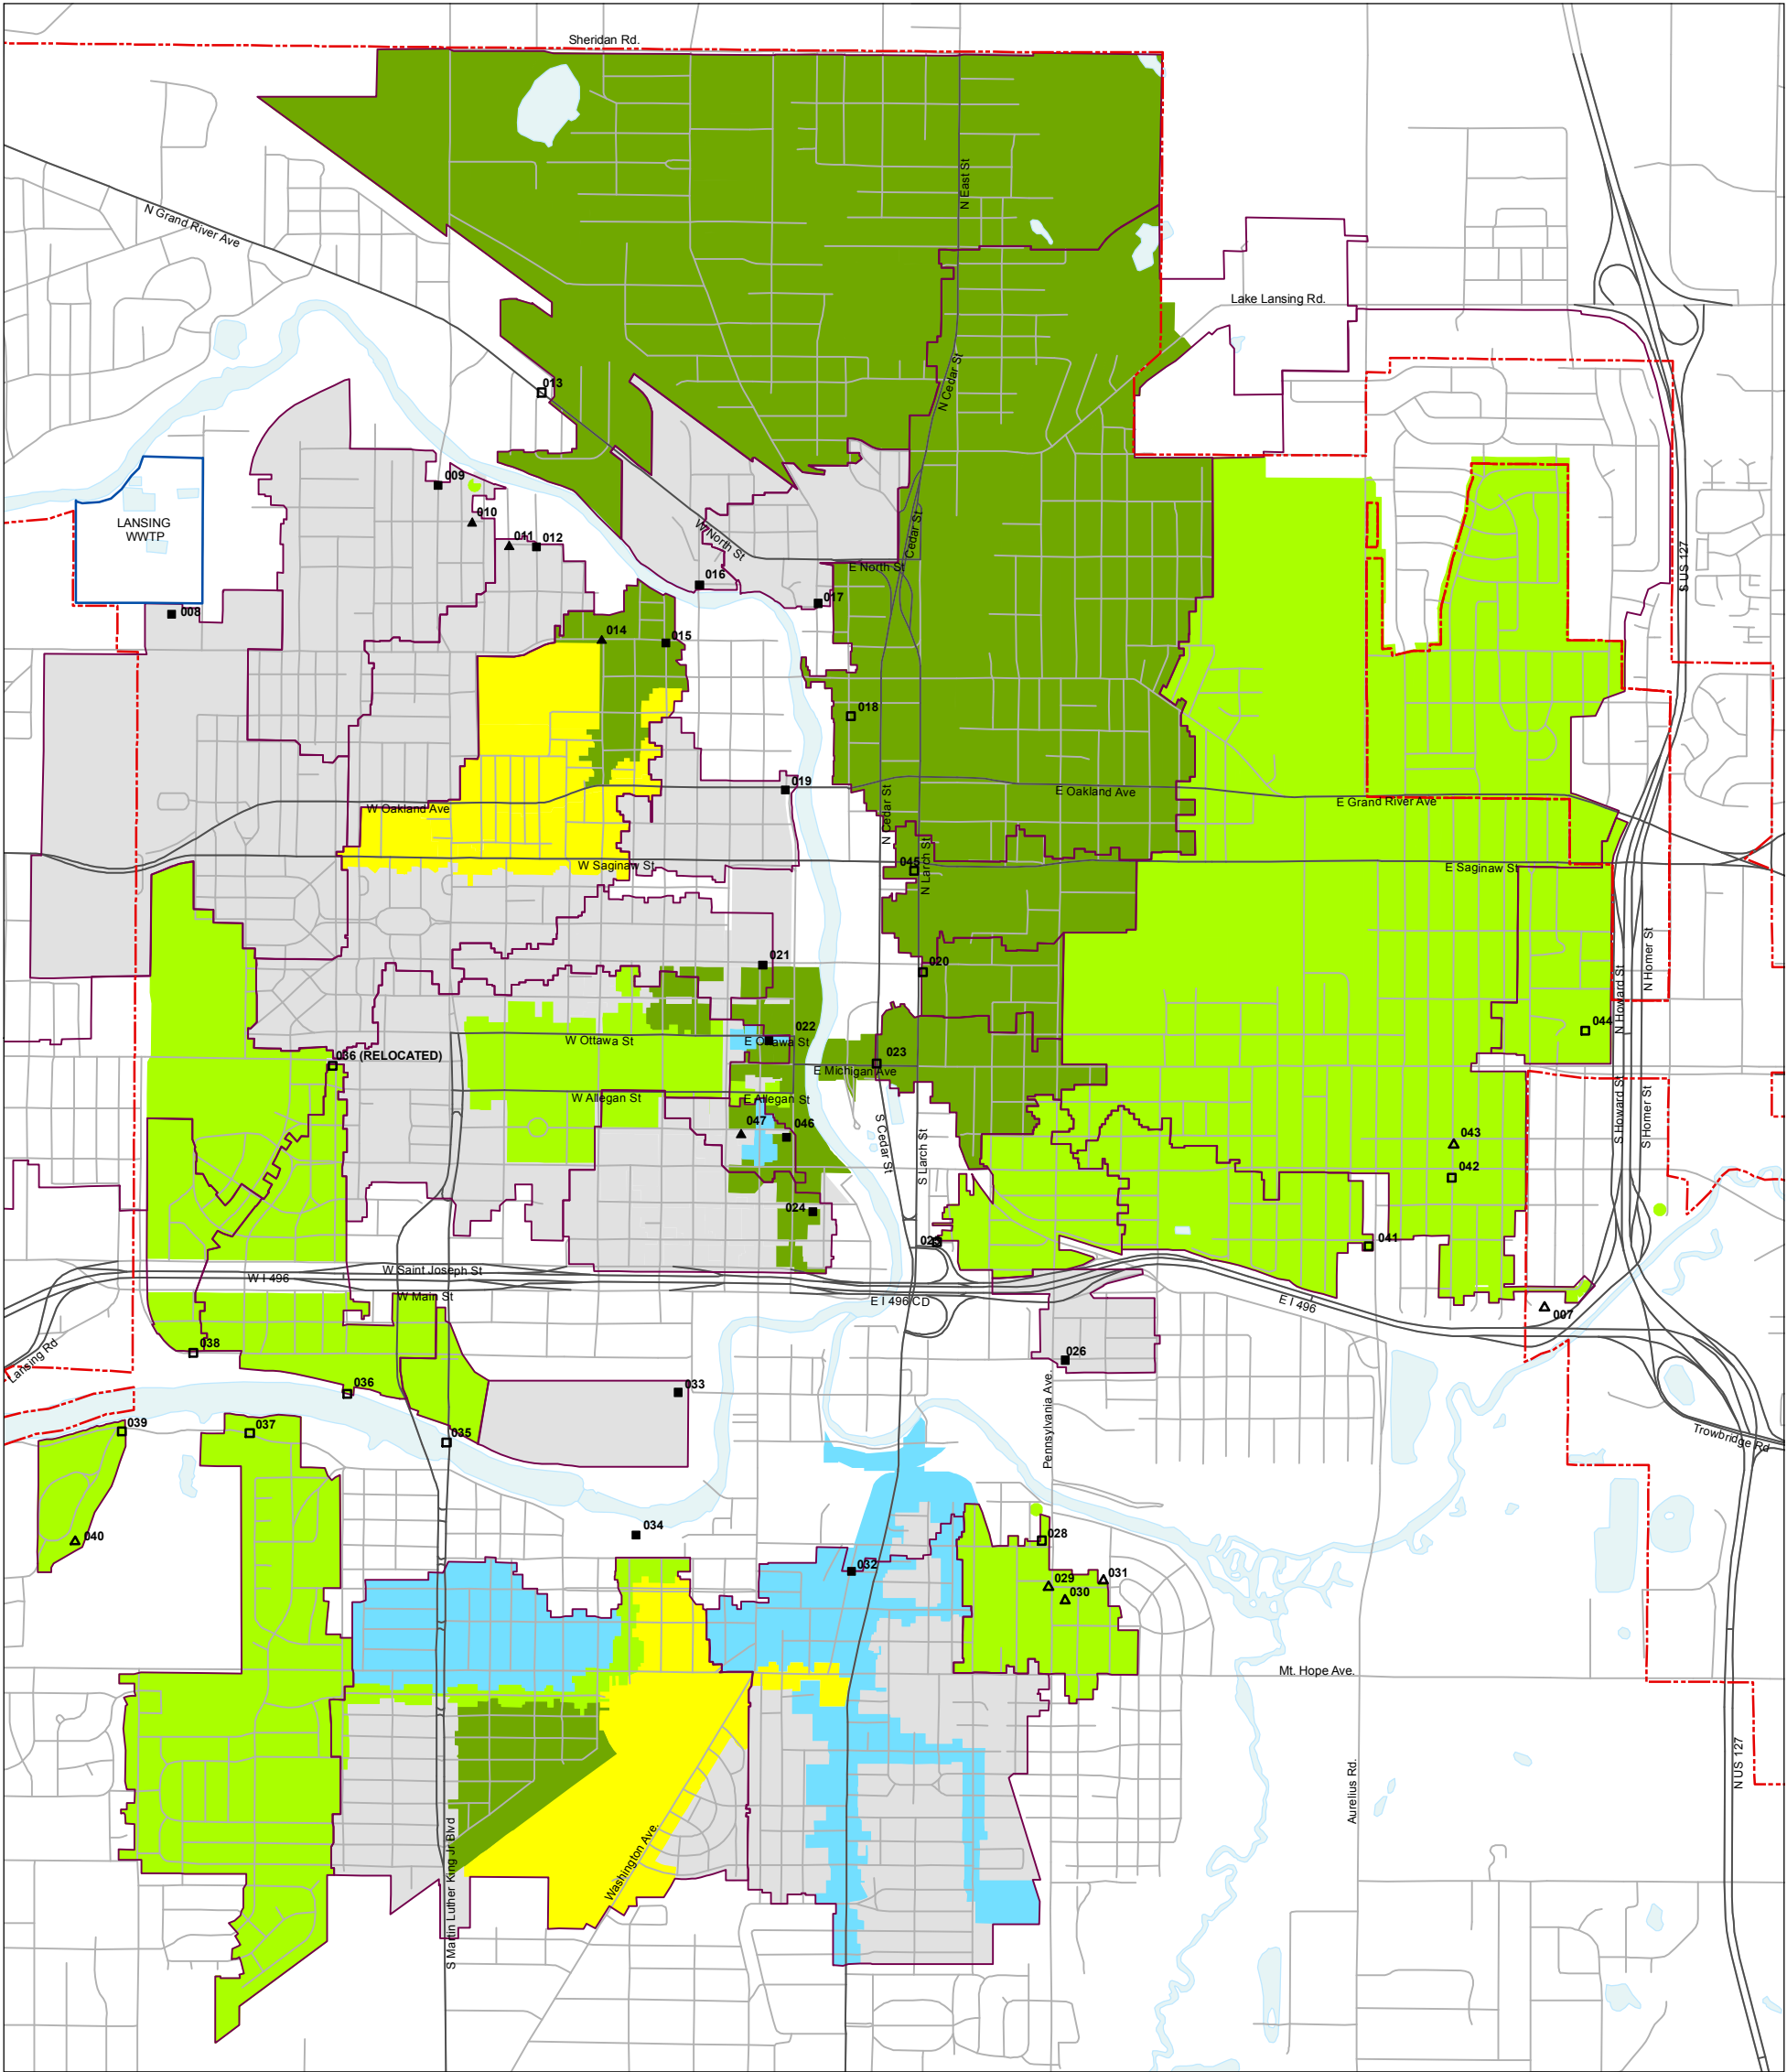 Sheridan Rd.
N East St
N Grand River Ave
Lake Lansing Rd.
013
N Cedar St
009
010
LANSING
WWTP
011
012
W North St
Cedar St
E North St
S US 127
016
017
008
014
015
018
019
W Oakland Ave
N Cedar St
E Oakland Ave
E Grand River Ave
W Saginaw St
045
N Larch St
E Saginaw St
021
020
N Howard St
N Homer St
022
044
W Ottawa St
E Ottawa St
023
036 (RELOCATED)
E Michigan Ave
W Allegan St
E Allegan St
S Howard St
S Homer St
047
046
S Cedar St
S Larch St
043
042
024
025
041
W Saint Joseph St
W I 496
W Main St
E I 496 CD
E I 496
007
Lansing Rd
038
026
036
033
Pennsylvania Ave.
039
037
035
Trowbridge Rd
034
028
040
032
029
031
030
Mt. Hope Ave.
Aurelius Rd.
N US 127
Washington Ave.
S Martin Luther King Jr Blvd